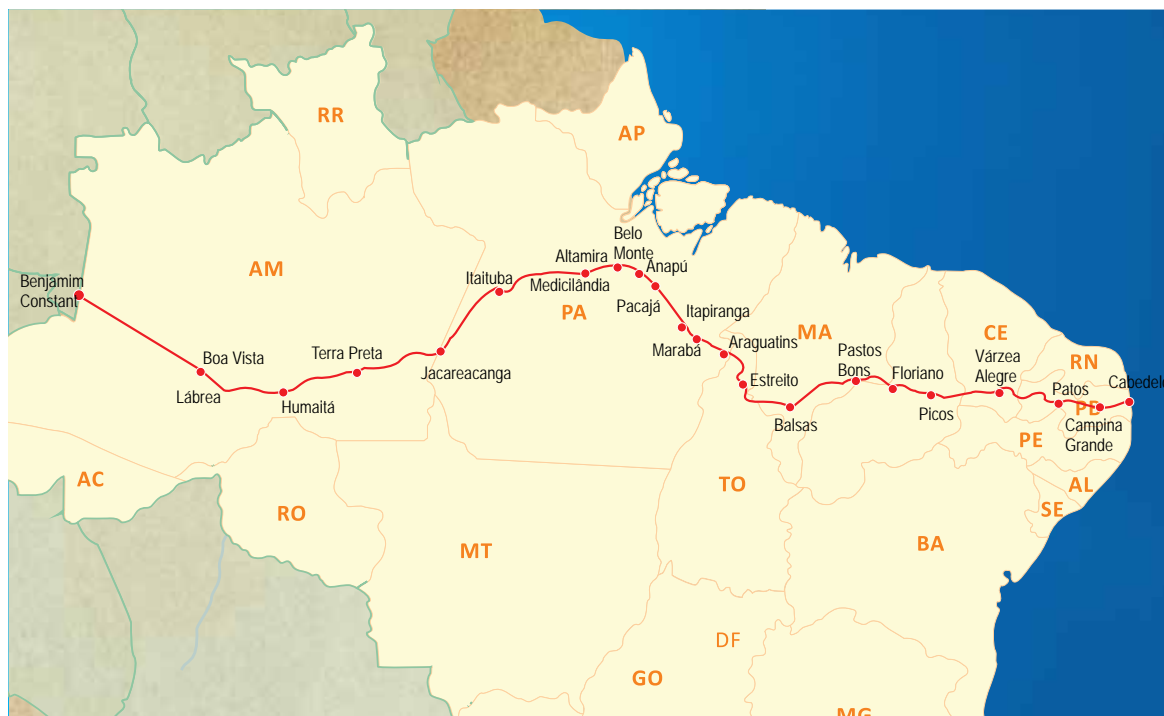 RR
AP
Belo
Monte
AM
Altamira
Anapú
Benjamim
Constant
Itaituba
Medicilândia
PA
Pacajá
Itapiranga
MA
CE
Marabá
Araguatins
Boa Vista
Terra Preta
Jacareacanga
Pastos
Bons
Várzea
Alegre
RN
Lábrea
Humaitá
Estreito
Floriano
Patos
Cabedelo
Balsas
Picos
PB
Campina
Grande
PE
AC
RO
TO
AL
SE
MT
BA
DF
GO
MG